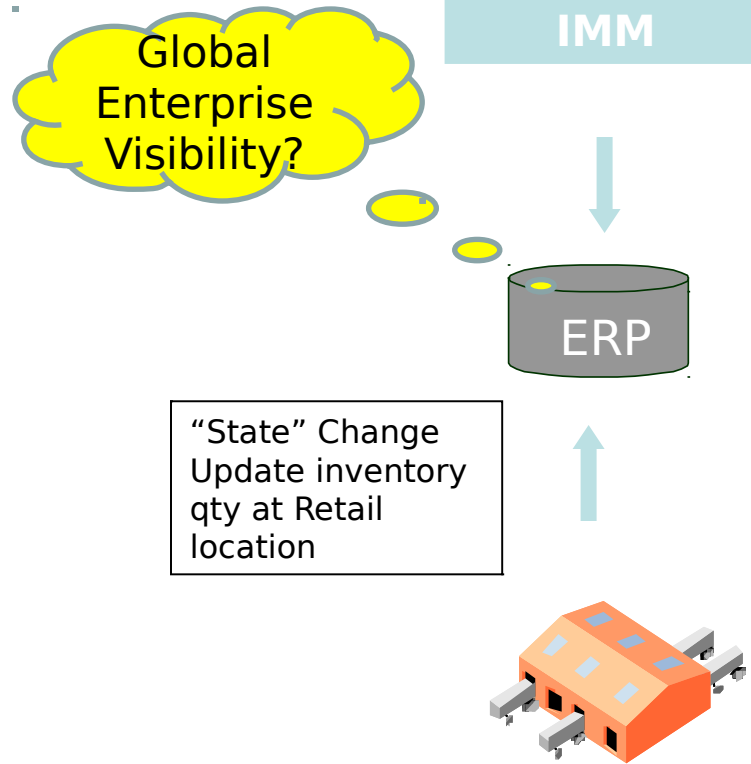 Global
Enterprise
Visibility?
IMM
ERP
“State” Change
Update inventory
qty at Retail
location